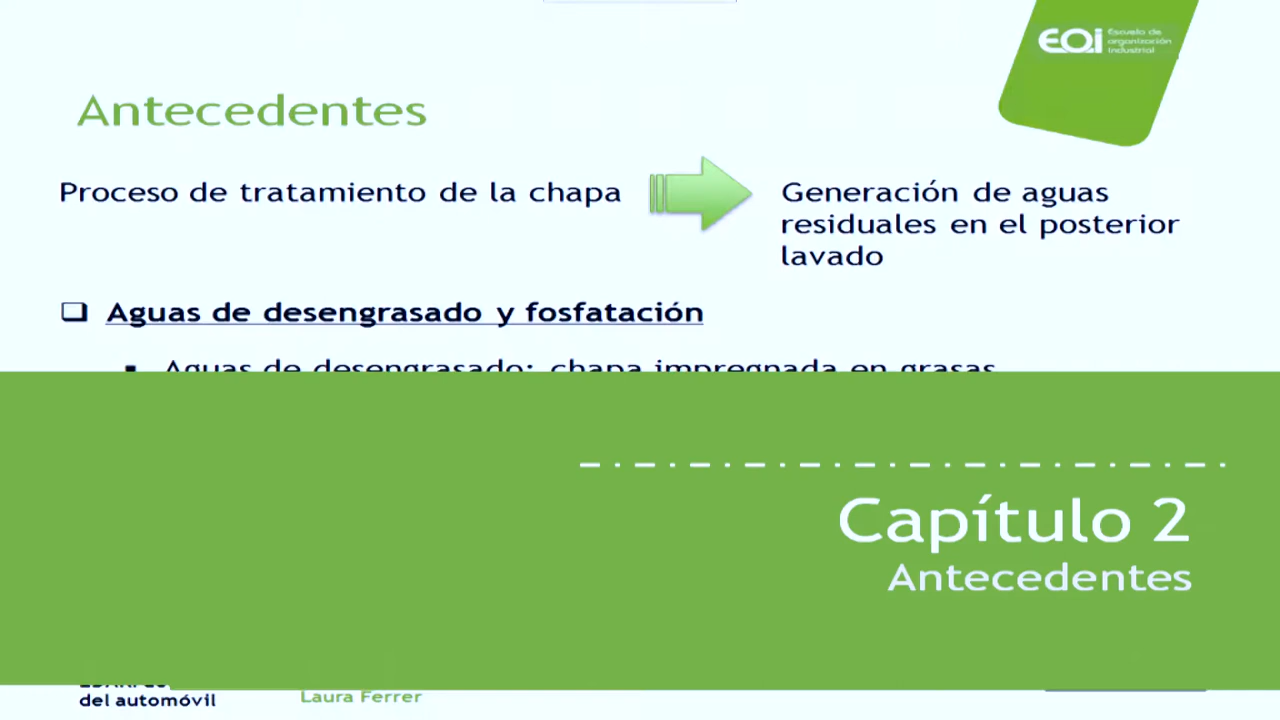 EOi Escuela de
organización
industrial
Antecedentes
Proceso de tratamiento de la chapa
Generación de aguas
residuales en el posterior
lavado
❑ Aguas de desengrasado y fosfatación
▪ Aguas de desengrasado: chapa impregnada en grasas
Capítulo 2
Antecedentes
del automóvil
Laura Ferrer